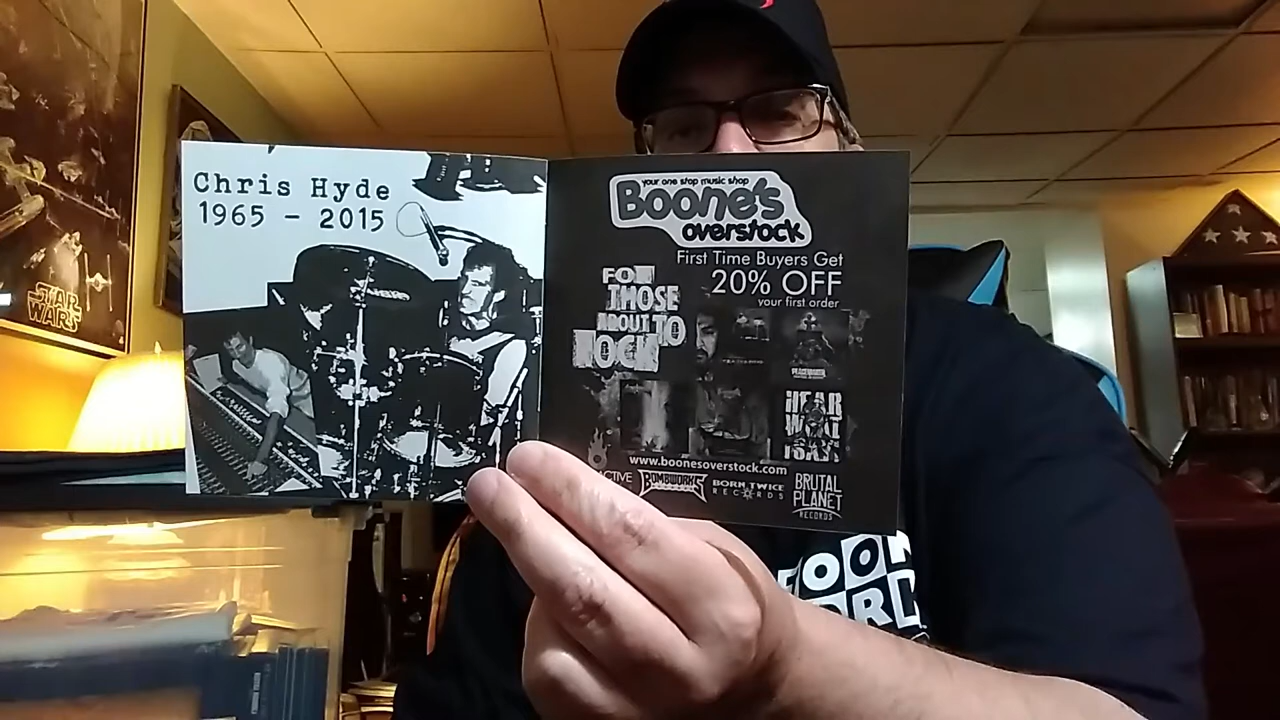 STAR
WARS
Chris Hyde
1965 - 2015
your one stop music shop
Boone's
overstock
First Time Buyers Get
20% OFF
your first order
FOR
THOSE
ABOUT TO
ROCK
HEAR
WHAT
www.boonesoverstock.com
BOMBWORKS
BORN TWICE
RECORDS
BRUTAL
PLANET
RECORDS